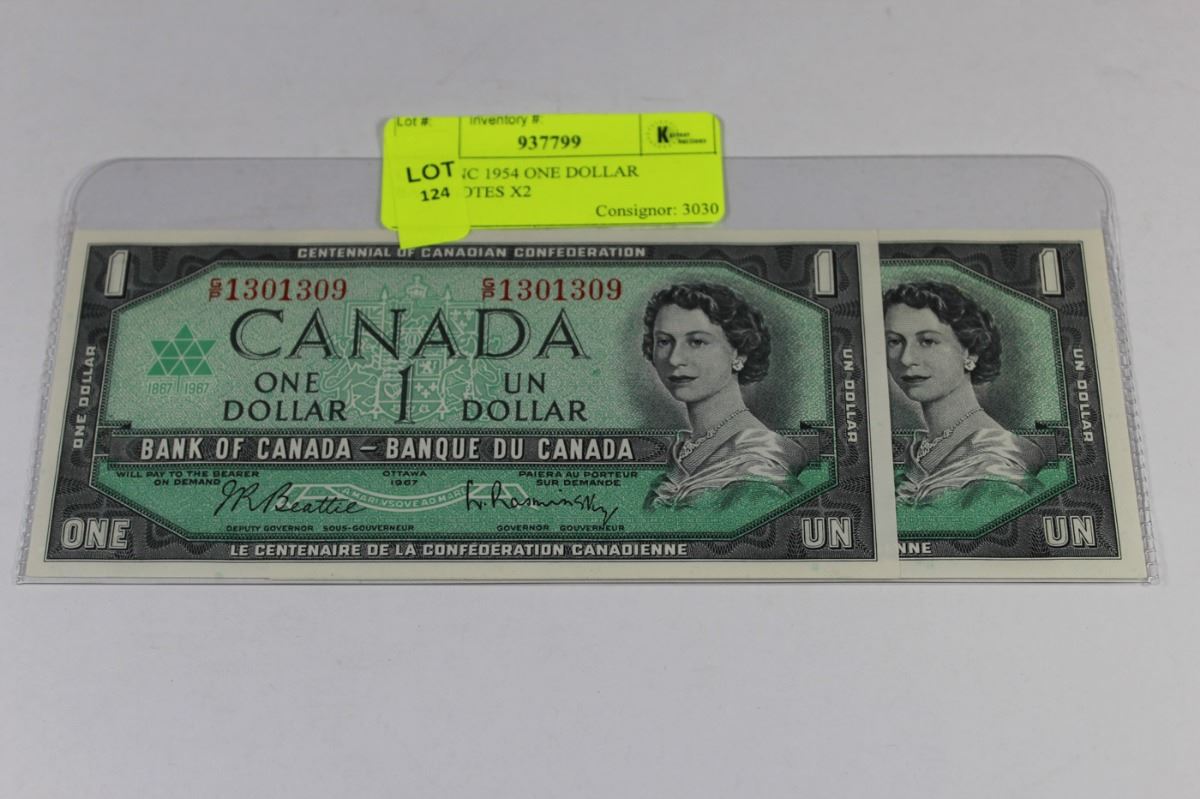 Lot #: Inventory #:
937799
K
LOT
124
NC 1954 ONE DOLLAR
OTES X2
Consignor: 3030
CENTENNIAL OF CANADIAN CONFEDERATION
1 1 1
G/P 1301309 G/P 1301309
CANADA
1867 1967
ONE 1 UN
DOLLAR DOLLAR
ONE DOLLAR
UN DOLLAR
UN DOLLAR
BANK OF CANADA – BANQUE DU CANADA
WILL PAY TO THE BEARER OTTAWA PAIERA AU PORTEUR
ON DEMAND 1967 SUR DEMANDE
JR Beattie L. Rasminsky
DEPUTY GOVERNOR SOUS-GOUVERNEUR GOVERNOR GOUVERNEUR
ONE UN UN
LE CENTENAIRE DE LA CONFÉDÉRATION CANADIENNE NNE